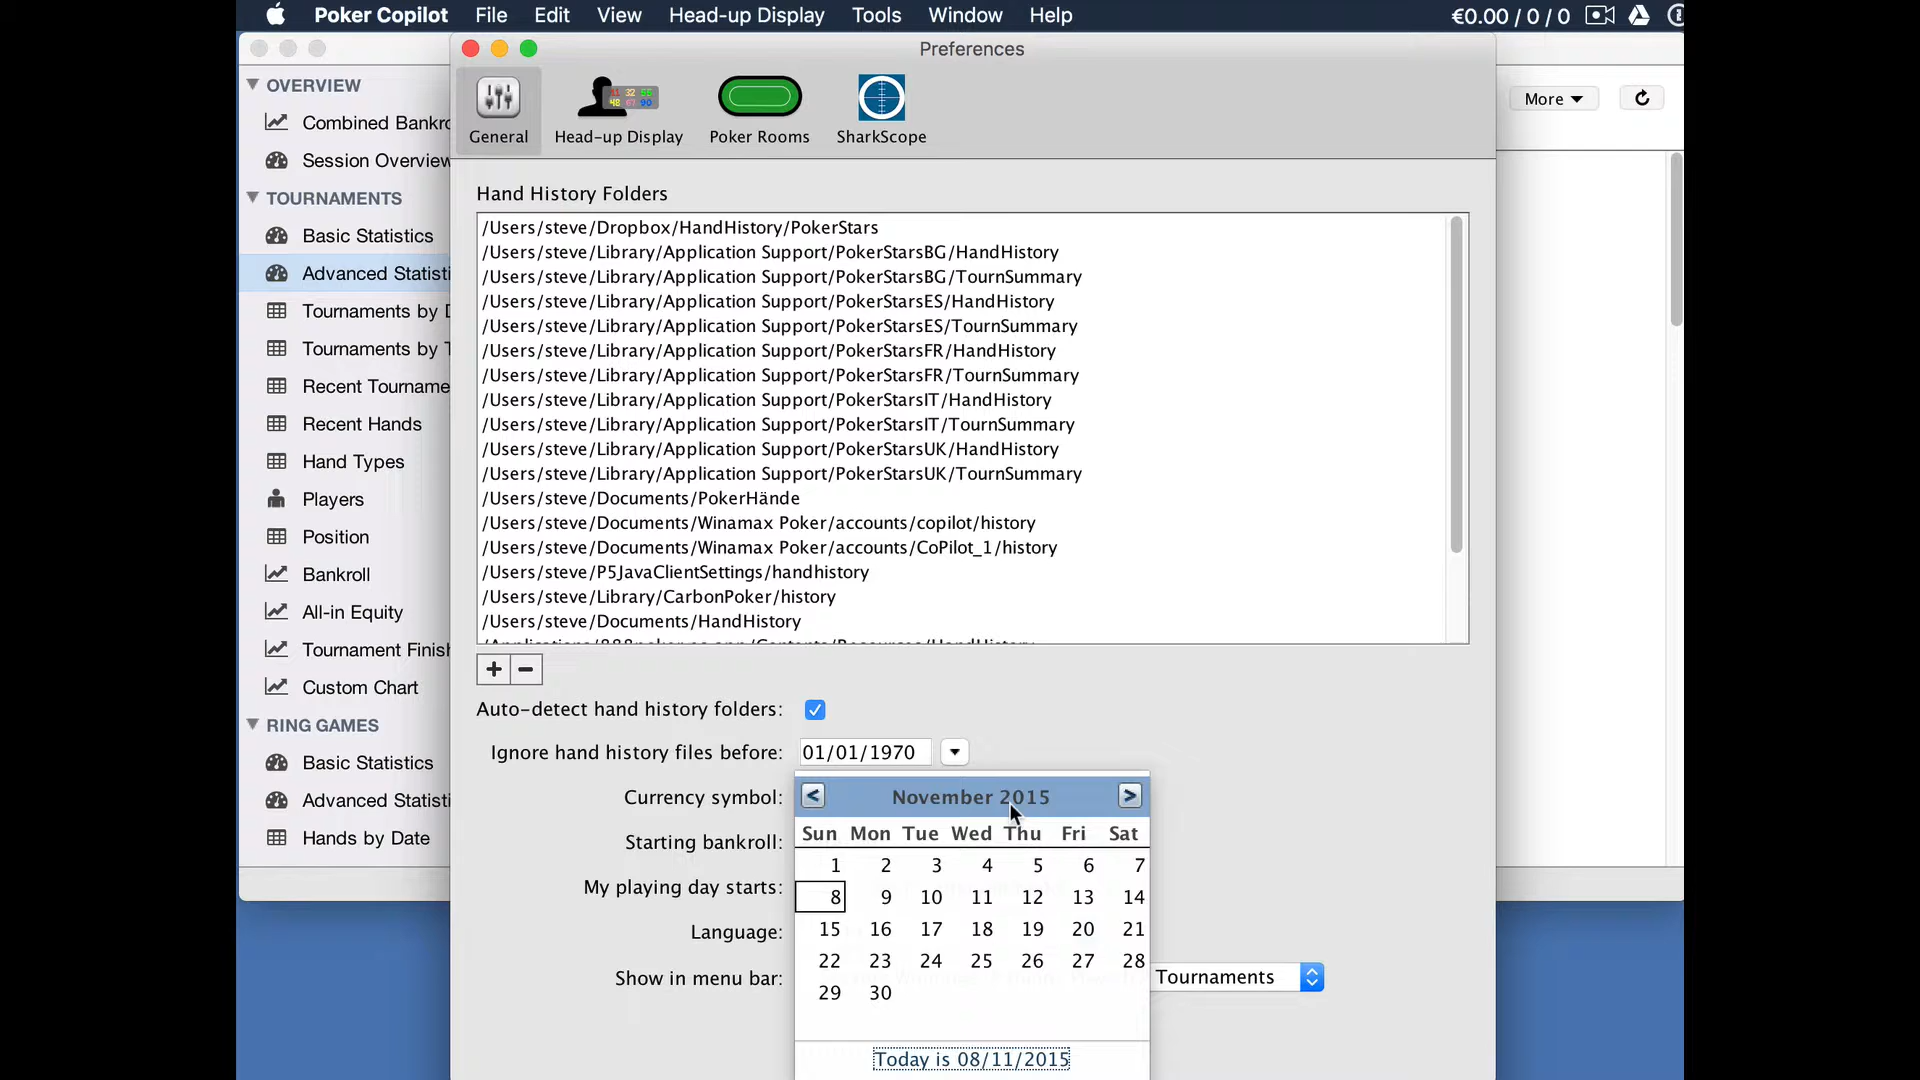 Poker Copilot File Edit View Head-up Display Tools Window Help €0.00 / 0 / 0
Preferences
General
Head-up Display
Poker Rooms
SharkScope
More
OVERVIEW
Combined Bankro
Session Overview
TOURNAMENTS
Basic Statistics
Advanced Statisti
Tournaments by D
Tournaments by T
Recent Tourname
Recent Hands
Hand Types
Players
Position
Bankroll
All-in Equity
Tournament Finish
Custom Chart
RING GAMES
Basic Statistics
Advanced Statisti
Hands by Date
Hand History Folders
/Users/steve/Dropbox/HandHistory/PokerStars
/Users/steve/Library/Application Support/PokerStarsBG/HandHistory
/Users/steve/Library/Application Support/PokerStarsBG/TournSummary
/Users/steve/Library/Application Support/PokerStarsES/HandHistory
/Users/steve/Library/Application Support/PokerStarsES/TournSummary
/Users/steve/Library/Application Support/PokerStarsFR/HandHistory
/Users/steve/Library/Application Support/PokerStarsFR/TournSummary
/Users/steve/Library/Application Support/PokerStarsIT/HandHistory
/Users/steve/Library/Application Support/PokerStarsIT/TournSummary
/Users/steve/Library/Application Support/PokerStarsUK/HandHistory
/Users/steve/Library/Application Support/PokerStarsUK/TournSummary
/Users/steve/Documents/PokerHände
/Users/steve/Documents/Winamax Poker/accounts/copilot/history
/Users/steve/Documents/Winamax Poker/accounts/CoPilot_1/history
/Users/steve/P5JavaClientSettings/handhistory
/Users/steve/Library/CarbonPoker/history
/Users/steve/Documents/HandHistory
+ −
Auto-detect hand history folders:
Ignore hand history files before: 01/01/1970
Currency symbol:
Starting bankroll:
My playing day starts:
Language:
Show in menu bar: Tournaments
< November 2015 >
Sun Mon Tue Wed Thu Fri Sat
1 2 3 4 5 6 7
8 9 10 11 12 13 14
15 16 17 18 19 20 21
22 23 24 25 26 27 28
29 30
Today is 08/11/2015